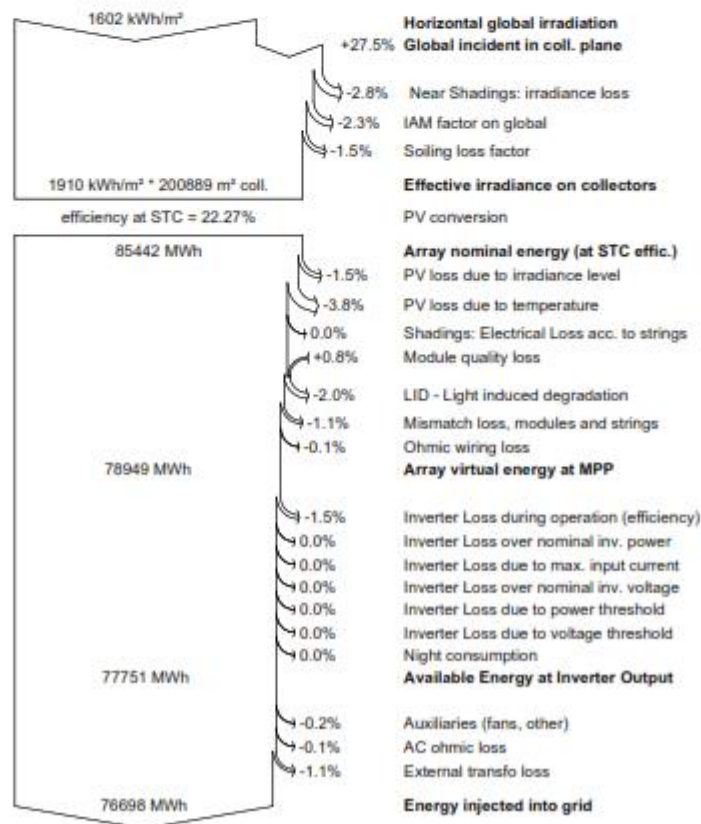 1602 kWh/m² Horizontal global irradiation
+27.5% Global incident in coll. plane
-2.8% Near Shadings: irradiance loss
-2.3% IAM factor on global
-1.5% Soiling loss factor
1910 kWh/m² * 200889 m² coll. Effective irradiance on collectors
efficiency at STC = 22.27% PV conversion
85442 MWh Array nominal energy (at STC effic.)
-1.5% PV loss due to irradiance level
-3.8% PV loss due to temperature
0.0% Shadings: Electrical Loss acc. to strings
+0.8% Module quality loss
-2.0% LID - Light induced degradation
-1.1% Mismatch loss, modules and strings
-0.1% Ohmic wiring loss
78949 MWh Array virtual energy at MPP
-1.5% Inverter Loss during operation (efficiency)
0.0% Inverter Loss over nominal inv. power
0.0% Inverter Loss due to max. input current
0.0% Inverter Loss over nominal inv. voltage
0.0% Inverter Loss due to power threshold
0.0% Inverter Loss due to voltage threshold
0.0% Night consumption
77751 MWh Available Energy at Inverter Output
-0.2% Auxiliaries (fans, other)
-0.1% AC ohmic loss
-1.1% External transfo loss
76698 MWh Energy injected into grid